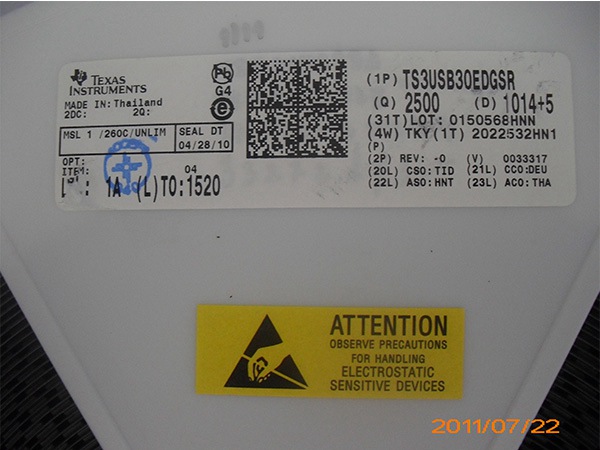 TEXAS
INSTRUMENTS
MADE IN: Thailand
2DC: 2Q:
Pb
G4
e
MSL 1 /260C/UNLIM
SEAL DT
04/28/10
OPT:
ITEM: 04
1A (L)TO:1520
(1P) TS3USB30EDGSR
(Q) 2500 (D) 1014+5
(31T)LOT: 0150568HNN
(4W) TKY(1T) 2022532HN1
(P)
(2P) REV: -0 (V) 0033317
(20L) CSO:TID (21L) CCO:DEU
(22L) ASO:HNT (23L) ACO:THA
ATTENTION
OBSERVE PRECAUTIONS
FOR HANDLING
ELECTROSTATIC
SENSITIVE DEVICES
2011/07/22